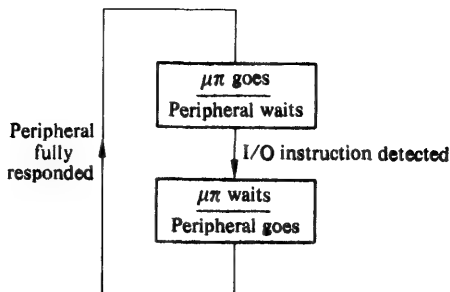 μπ goes
Peripheral waits
Peripheral
fully
responded
I/O instruction detected
μπ waits
Peripheral goes